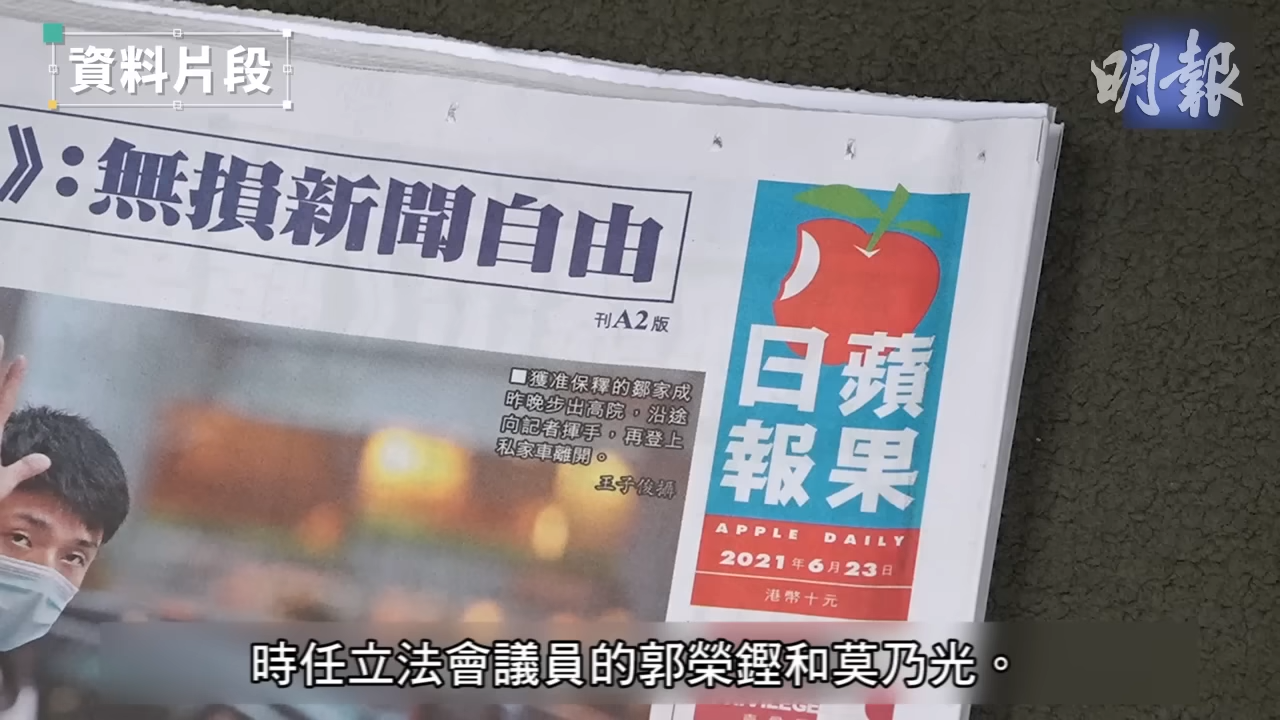 資料片段
明報
》：無損新聞自由
刊A2版
■獲准保釋的鄒家成
昨晚步出高院，沿途
向記者揮手，再登上
私家車離開。
王子俊攝
蘋果
日報
APPLE DAILY
2021年6月23日
港幣十元
時任立法會議員的郭榮鏗和莫乃光。